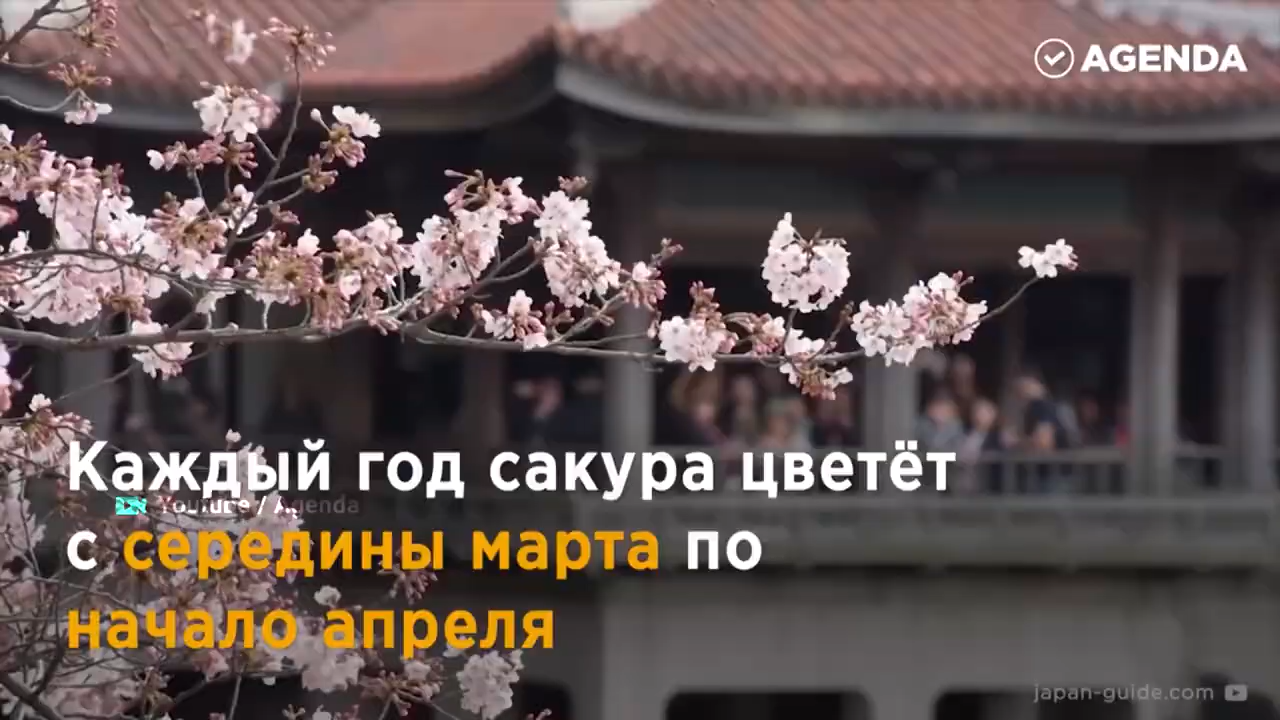 AGENDA
Каждый год сакура цветёт
Youtube / Agenda
с середины марта по
начало апреля
japan-guide.com